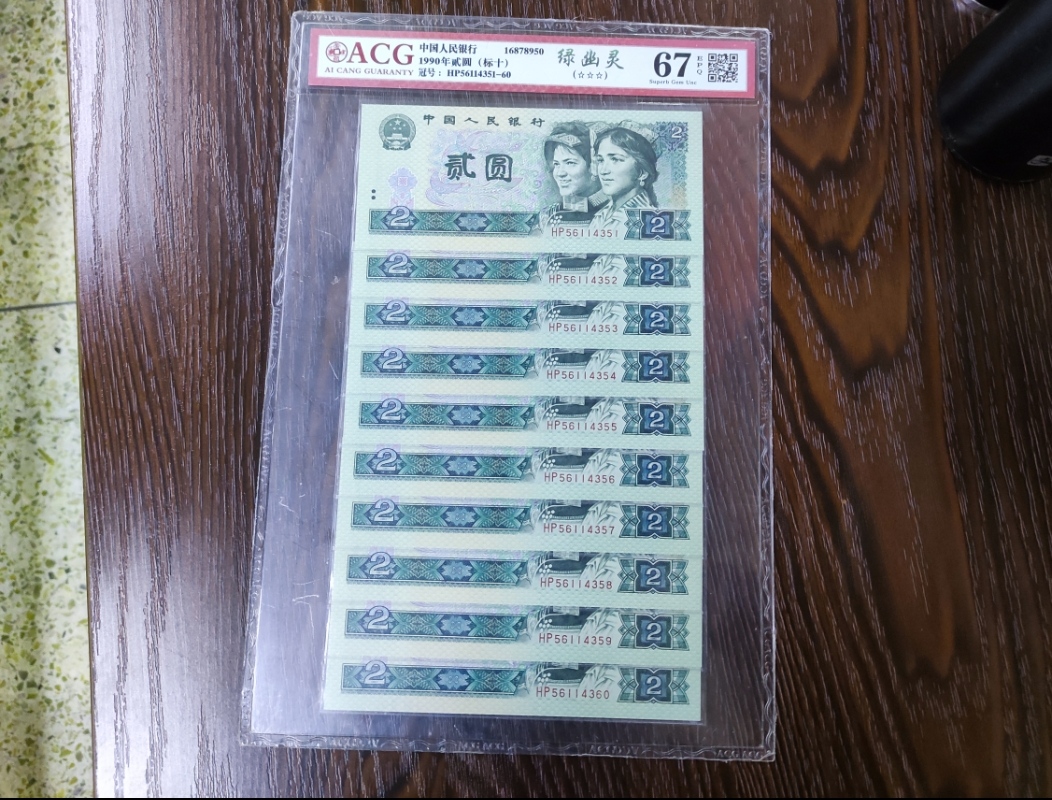 ACG
AI CANG GUARANTY
中国人民银行 16878950
1990年贰圆（标十）
冠号：HP56114351-60
绿幽灵
(☆☆☆)
67 EPQ
Superb Gem Unc
中国人民银行
2
贰圆
2 HP56114351 2
2 HP56114352 2
2 HP56114353 2
2 HP56114354 2
2 HP56114355 2
2 HP56114356 2
2 HP56114357 2
2 HP56114358 2
2 HP56114359 2
2 HP56114360 2